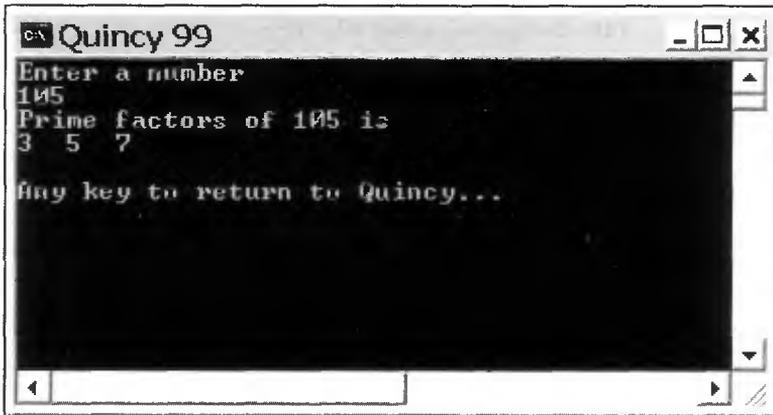 Quincy 99
Enter a number
105
Prime factors of 105 is
3 5 7
Any key to return to Quincy...